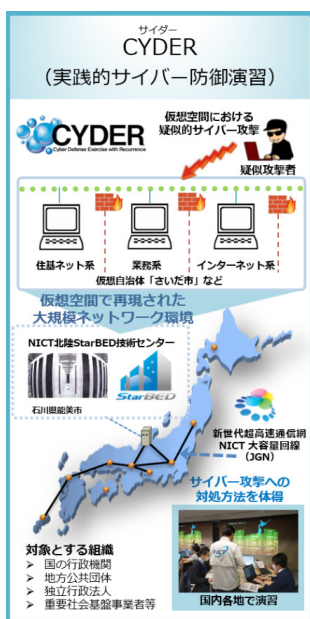 サイダー
CYDER
（実践的サイバー防御演習）
CYDER
Cyber Defense Exercise with Recurrence
仮想空間における
疑似的サイバー攻撃
疑似攻撃者
住基ネット系
業務系
インターネット系
仮想自治体「さいだ市」など
仮想空間で再現された
大規模ネットワーク環境
NICT北陸StarBED技術センター
StarBED
石川県能美市
新世代超高速通信網
NICT 大容量回線
（JGN）
サイバー攻撃への
対処方法を体得
対象とする組織
➢ 国の行政機関
➢ 地方公共団体
➢ 独立行政法人
➢ 重要社会基盤事業者等
NICT
国内各地で演習